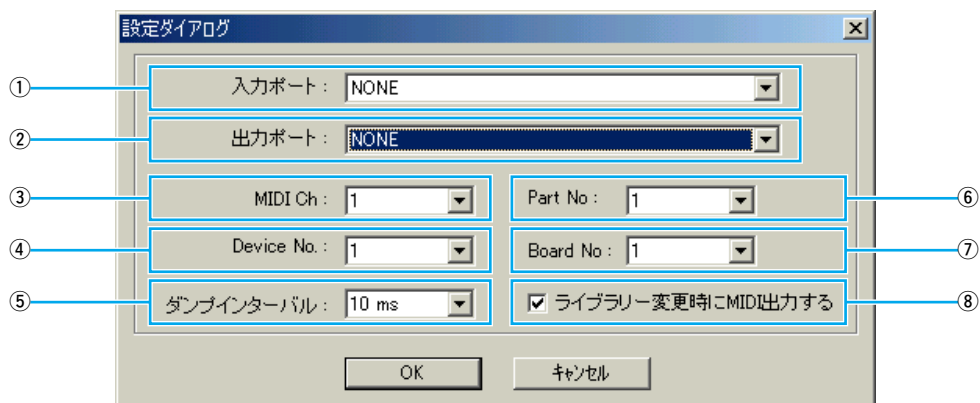 設定ダイアログ
① 入力ポート： NONE
② 出力ポート： NONE
③ MIDI Ch： 1 Part No： 1 ⑥
④ Device No.： 1 Board No： 1 ⑦
⑤ ダンプインターバル： 10 ms ライブラリー変更時にMIDI出力する ⑧
OK ｷｬﾝｾﾙ